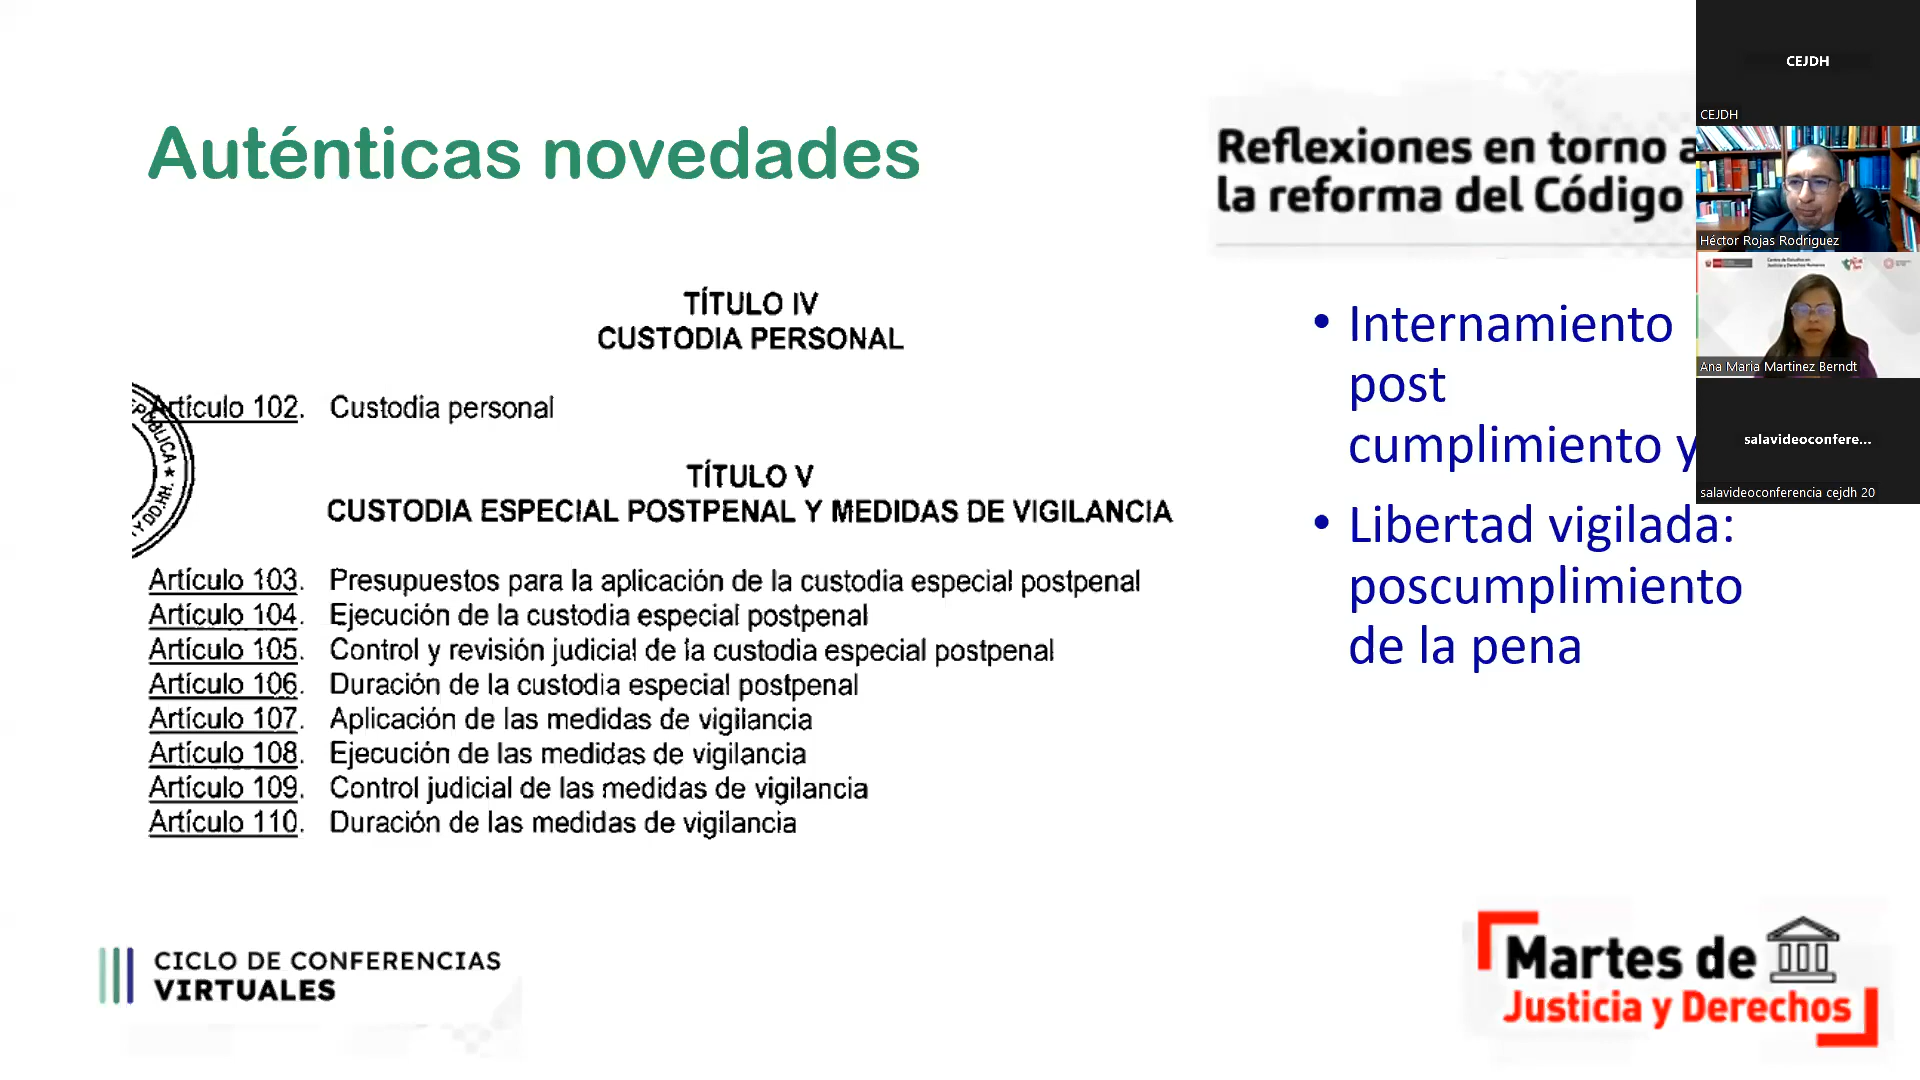 Auténticas novedades
Reflexiones en torno a
la reforma del Código
TÍTULO IV
CUSTODIA PERSONAL
Artículo 102. Custodia personal
TÍTULO V
CUSTODIA ESPECIAL POSTPENAL Y MEDIDAS DE VIGILANCIA
Artículo 103. Presupuestos para la aplicación de la custodia especial postpenal
Artículo 104. Ejecución de la custodia especial postpenal
Artículo 105. Control y revisión judicial de la custodia especial postpenal
Artículo 106. Duración de la custodia especial postpenal
Artículo 107. Aplicación de las medidas de vigilancia
Artículo 108. Ejecución de las medidas de vigilancia
Artículo 109. Control judicial de las medidas de vigilancia
Artículo 110. Duración de las medidas de vigilancia
• Internamiento
post
cumplimiento y
• Libertad vigilada:
poscumplimiento
de la pena
CICLO DE CONFERENCIAS
VIRTUALES
Martes de
Justicia y Derechos
CEJDH
CEJDH
Héctor Rojas Rodriguez
Ana Maria Martinez Berndt
salavideoconfere...
salavideoconferencia cejdh 20